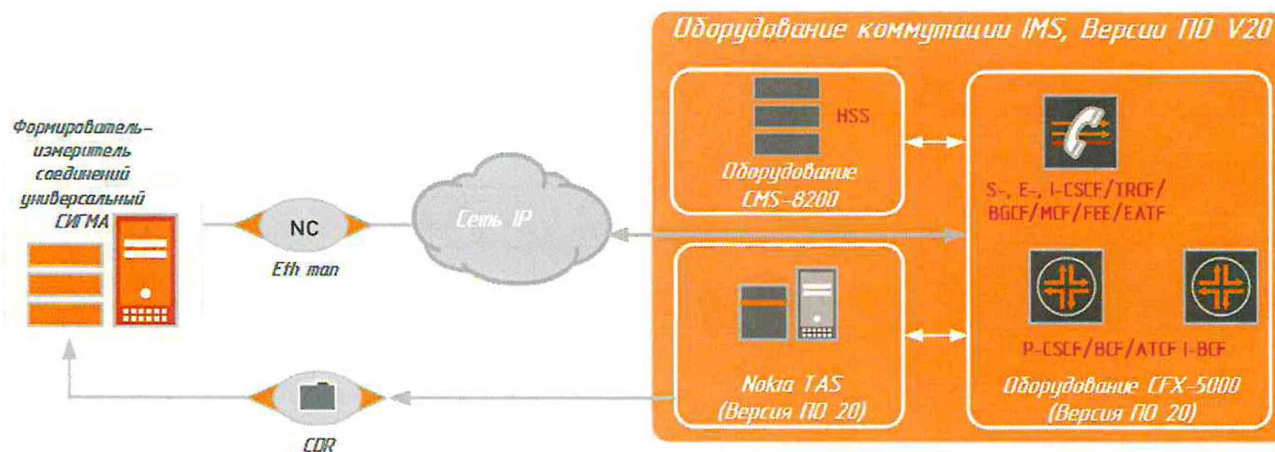 Оборудование коммутации IMS, Версии ПО V20
Формирователь-
измеритель
соединений
универсальный
СИГМА
NC
Eth man
Сеть IP
HSS
Оборудование
CMS-8200
S-, E-, I-CSCF/TRCF/
BGCF/MCF/FEE/EATF
P-CSCF/BCF/ATCF I-BCF
Оборудование CFX-5000
(Версия ПО 20)
Nokia TAS
(Версия ПО 20)
CDR